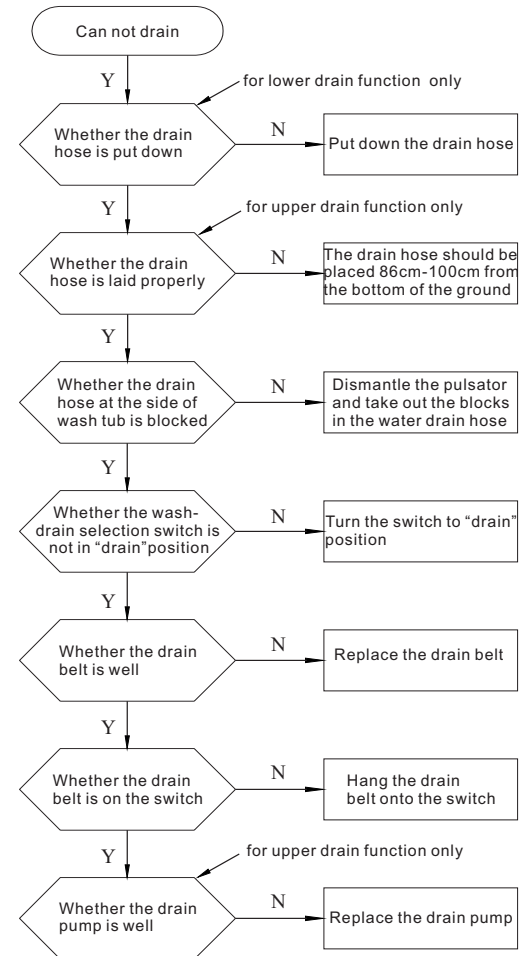 Can not drain
Y
for lower drain function only
Whether the drain
hose is put down
N
Put down the drain hose
Y
for upper drain function only
Whether the drain
hose is laid properly
N
The drain hose should be
placed 86cm-100cm from
the bottom of the ground
Y
Whether the drain
hose at the side of
wash tub is blocked
N
Dismantle the pulsator
and take out the blocks
in the water drain hose
Y
Whether the wash-
drain selection switch is
not in “drain”position
N
Turn the switch to “drain”
position
Y
Whether the drain
belt is well
N
Replace the drain belt
Y
Whether the drain
belt is on the switch
N
Hang the drain
belt onto the switch
Y
for upper drain function only
Whether the drain
pump is well
N
Replace the drain pump